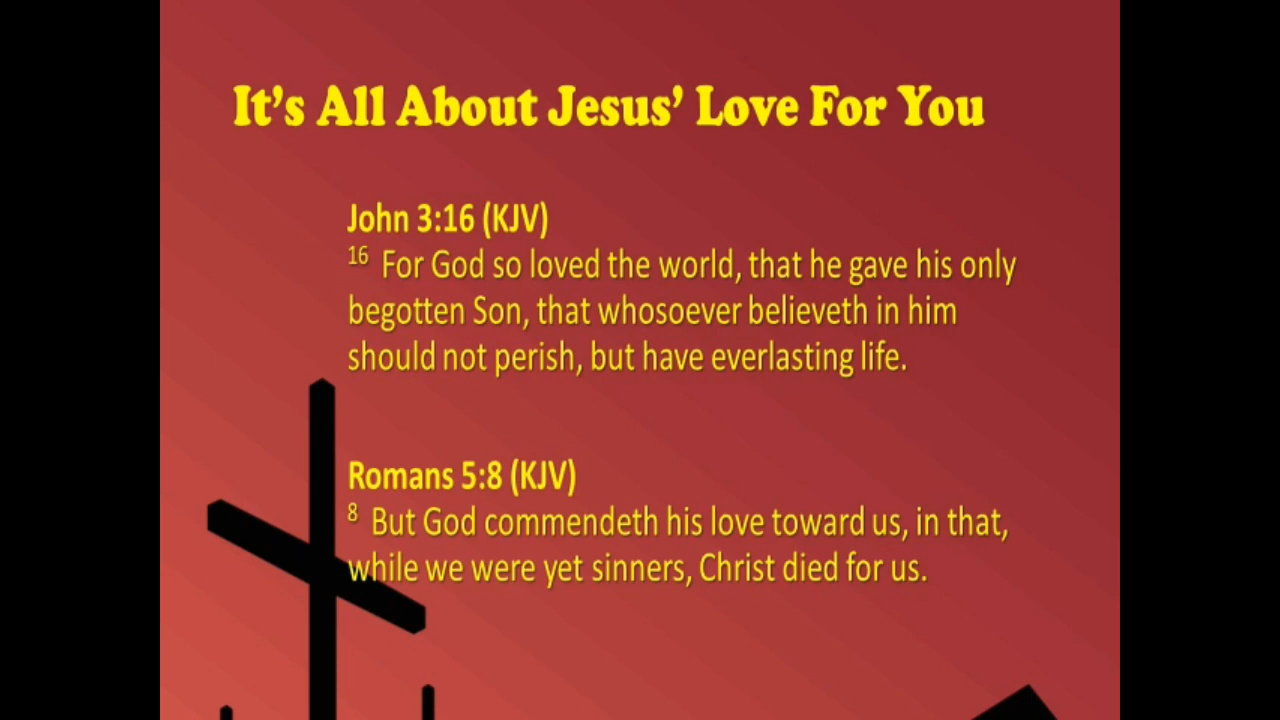 It’s All About Jesus’ Love For You
John 3:16 (KJV)
16 For God so loved the world, that he gave his only
begotten Son, that whosoever believeth in him
should not perish, but have everlasting life.
Romans 5:8 (KJV)
8 But God commendeth his love toward us, in that,
while we were yet sinners, Christ died for us.